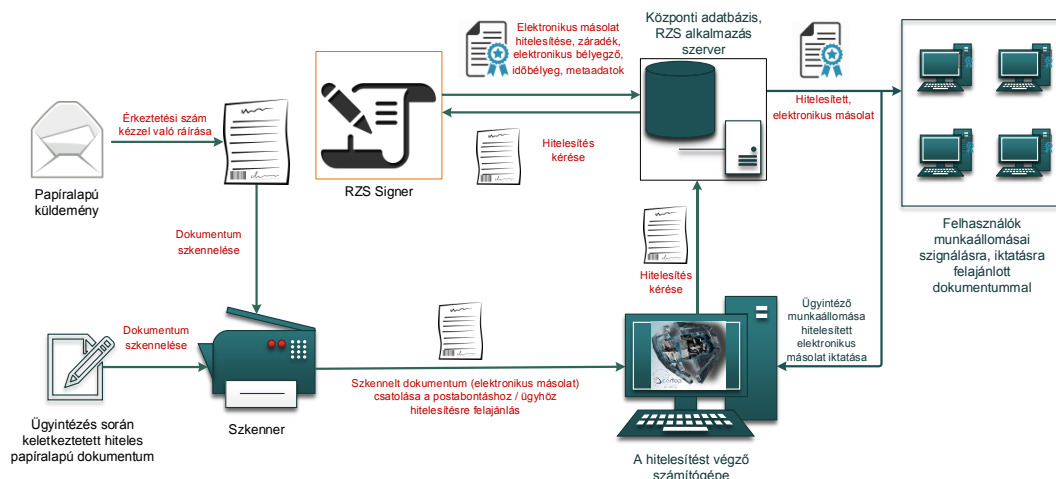 Elektronikus másolat
hitelesítése, záradék,
elektronikus bélyegző,
időbélyeg, metaadatok
Központi adatbázis,
RZS alkalmazás
szerver
Érkeztetési szám
kézzel való ráírása
Hitelesített,
elektronikus másolat
Hitelesítés
kérése
Papíralapú
küldemény
RZS Signer
Dokumentum
szkennelése
Hitelesítés
kérése
Felhasználók
munkaállomásai
szignálásra, iktatásra
felajánlott
dokumentummal
Dokumentum
szkennelése
Ügyintéző
munkaállomása
hitelesített
elektronikus
másolat iktatása
Szkennelt dokumentum (elektronikus másolat)
csatolása a postabontáshoz / ügyhöz
hitelesítésre felajánlás
Ügyintézés során
keletkeztetett hiteles
papíralapú dokumentum
Szkenner
A hitelesítést végző
számítógépe